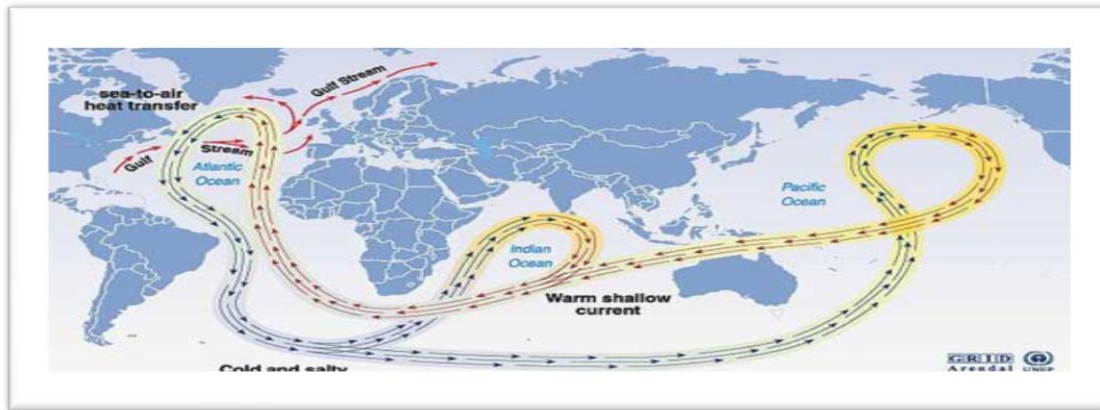 Gulf Stream
sea-to-air
heat transfer
Gulf
Stream
Atlantic
Ocean
Pacific
Ocean
Indian
Ocean
Warm shallow
current
Cold and salty
GRID
Arendal
UNEP